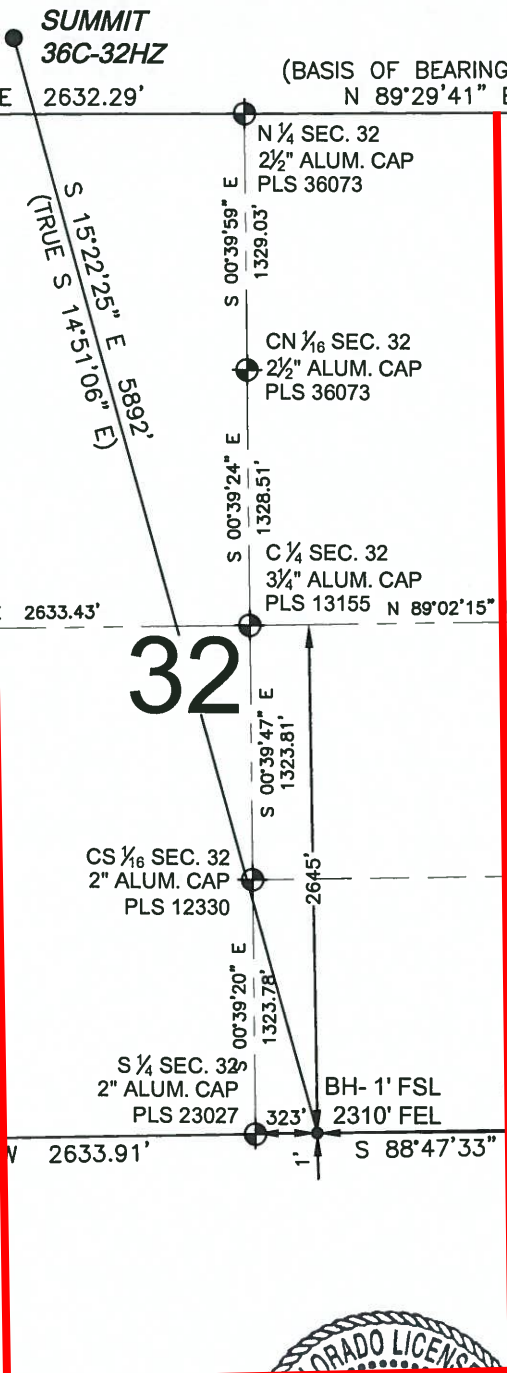 SUMMIT
36C-32HZ
(BASIS OF BEARING
E 2632.29'
N 89°29'41" E
N ¼ SEC. 32
2½" ALUM. CAP
PLS 36073
S 00°39'59" E
1329.03'
S 15°22'25" E 5892'
(TRUE S 14°51'06" E)
CN 1⁄16 SEC. 32
2½" ALUM. CAP
PLS 36073
S 00°39'24" E
1328.51'
C ¼ SEC. 32
3¼" ALUM. CAP
PLS 13155
N 89°02'15"
2633.43'
32
S 00°39'47" E
1323.81'
2645'
CS 1⁄16 SEC. 32
2" ALUM. CAP
PLS 12330
S 00°39'20" E
1323.78'
S ¼ SEC. 32
2" ALUM. CAP
PLS 23027
323'
BH- 1' FSL
2310' FEL
W 2633.91'
1'
S 88°47'33"
ORADO LICENSE